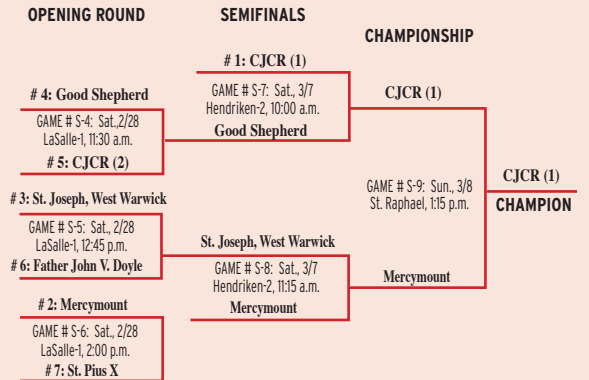 OPENING ROUND
SEMIFINALS
CHAMPIONSHIP
# 1: CJCR (1)
GAME # S-7: Sat., 3/7
Hendriken-2, 10:00 a.m.
Good Shepherd
# 4: Good Shepherd
GAME # S-4: Sat.,2/28
LaSalle-1, 11:30 a.m.
# 5: CJCR (2)
CJCR (1)
GAME # S-9: Sun., 3/8
St. Raphael, 1:15 p.m.
CJCR (1)
CHAMPION
# 3: St. Joseph, West Warwick
GAME # S-5: Sat., 2/28
LaSalle-1, 12:45 p.m.
# 6: Father John V. Doyle
St. Joseph, West Warwick
GAME # S-8: Sat., 3/7
Hendriken-2, 11:15 a.m.
Mercymount
Mercymount
# 2: Mercymount
GAME # S-6: Sat., 2/28
LaSalle-1, 2:00 p.m.
# 7: St. Pius X